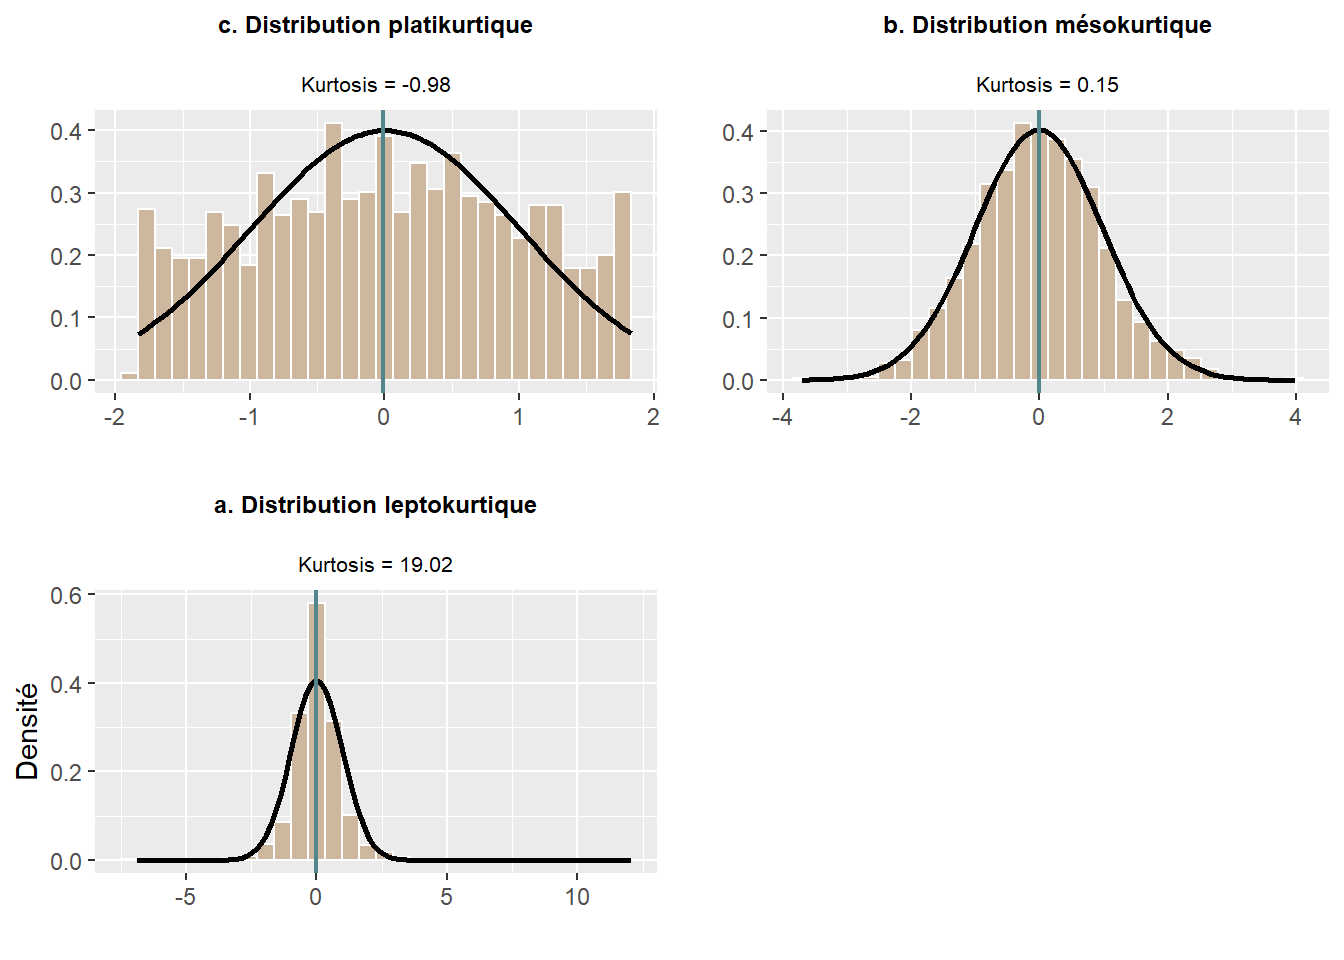 c. Distribution platikurtique
Kurtosis = -0.98
0.4
0.3
0.2
0.1
0.0
-2 -1 0 1 2
b. Distribution mésokurtique
Kurtosis = 0.15
0.4
0.3
0.2
0.1
0.0
-4 -2 0 2 4
a. Distribution leptokurtique
Kurtosis = 19.02
Densité
0.6
0.4
0.2
0.0
-5 0 5 10